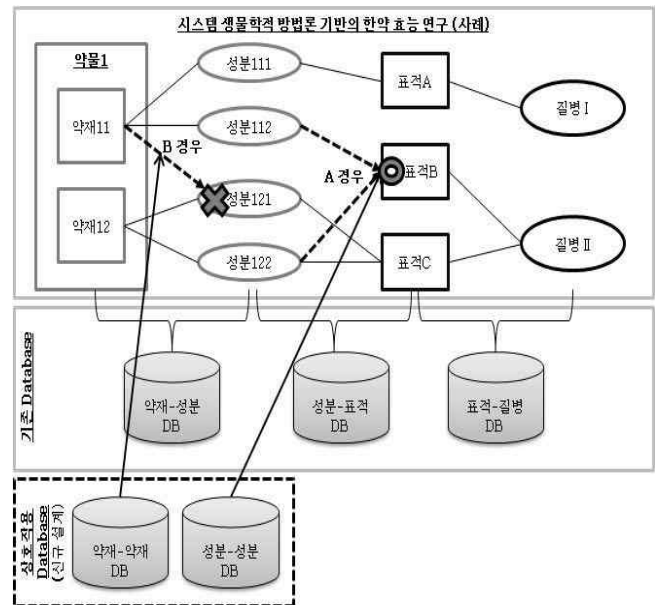 시스템 생물학적 방법론 기반의 한약 효능 연구 (사례)
약물1
성분111
표적A
질병 I
약재11
성분112
B 경우
A 경우
표적B
성분121
약재12
질병 II
성분122
표적C
기존 Database
약재-성분
DB
성분-표적
DB
표적-질병
DB
상호작용
Database
(신규 설계)
약재-약재
DB
성분-성분
DB